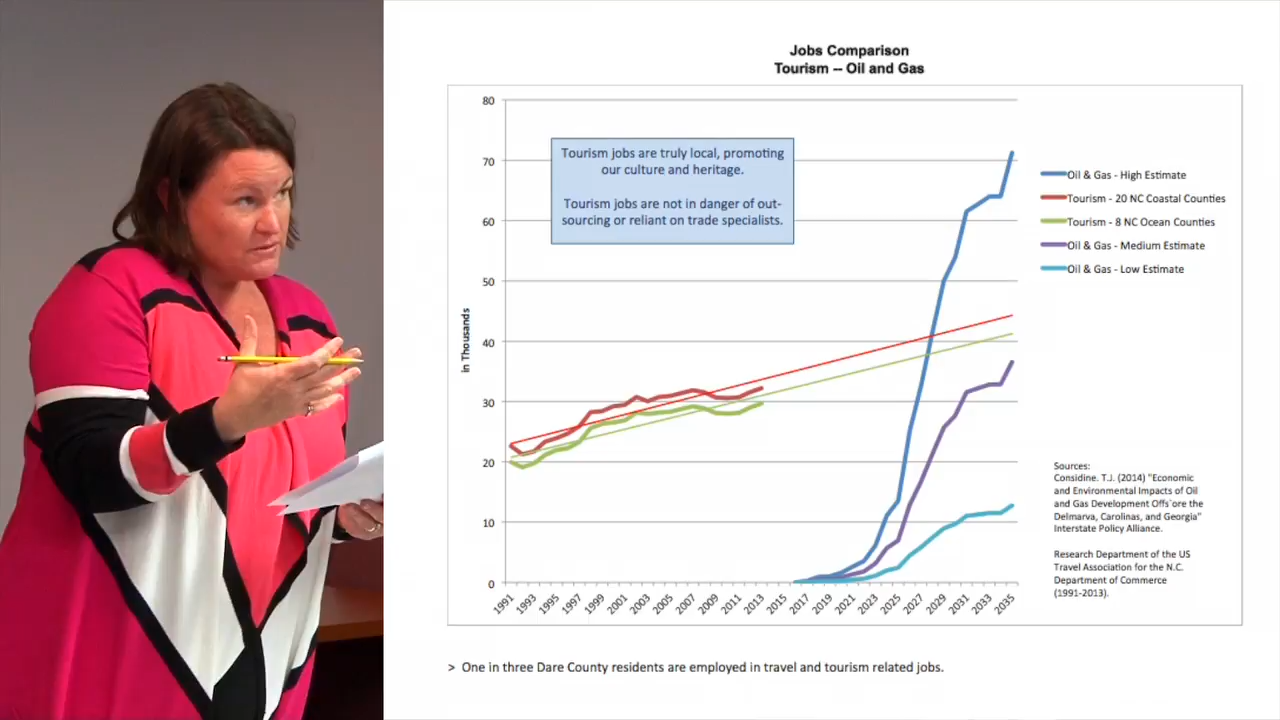 Jobs Comparison
Tourism -- Oil and Gas
80
70
60
50
40
30
20
10
0
in Thousands
Tourism jobs are truly local, promoting
our culture and heritage.
Tourism jobs are not in danger of out-
sourcing or reliant on trade specialists.
Oil & Gas - High Estimate
Tourism - 20 NC Coastal Counties
Tourism - 8 NC Ocean Counties
Oil & Gas - Medium Estimate
Oil & Gas - Low Estimate
Sources:
Considine. T.J. (2014) "Economic
and Environmental Impacts of Oil
and Gas Development Offs`ore the
Delmarva, Carolinas, and Georgia"
Interstate Policy Alliance.
Research Department of the US
Travel Association for the N.C.
Department of Commerce
(1991-2013).
1991
1993
1995
1997
1999
2001
2003
2005
2007
2009
2011
2013
2015
2017
2019
2021
2023
2025
2027
2029
2031
2033
2035
> One in three Dare County residents are employed in travel and tourism related jobs.